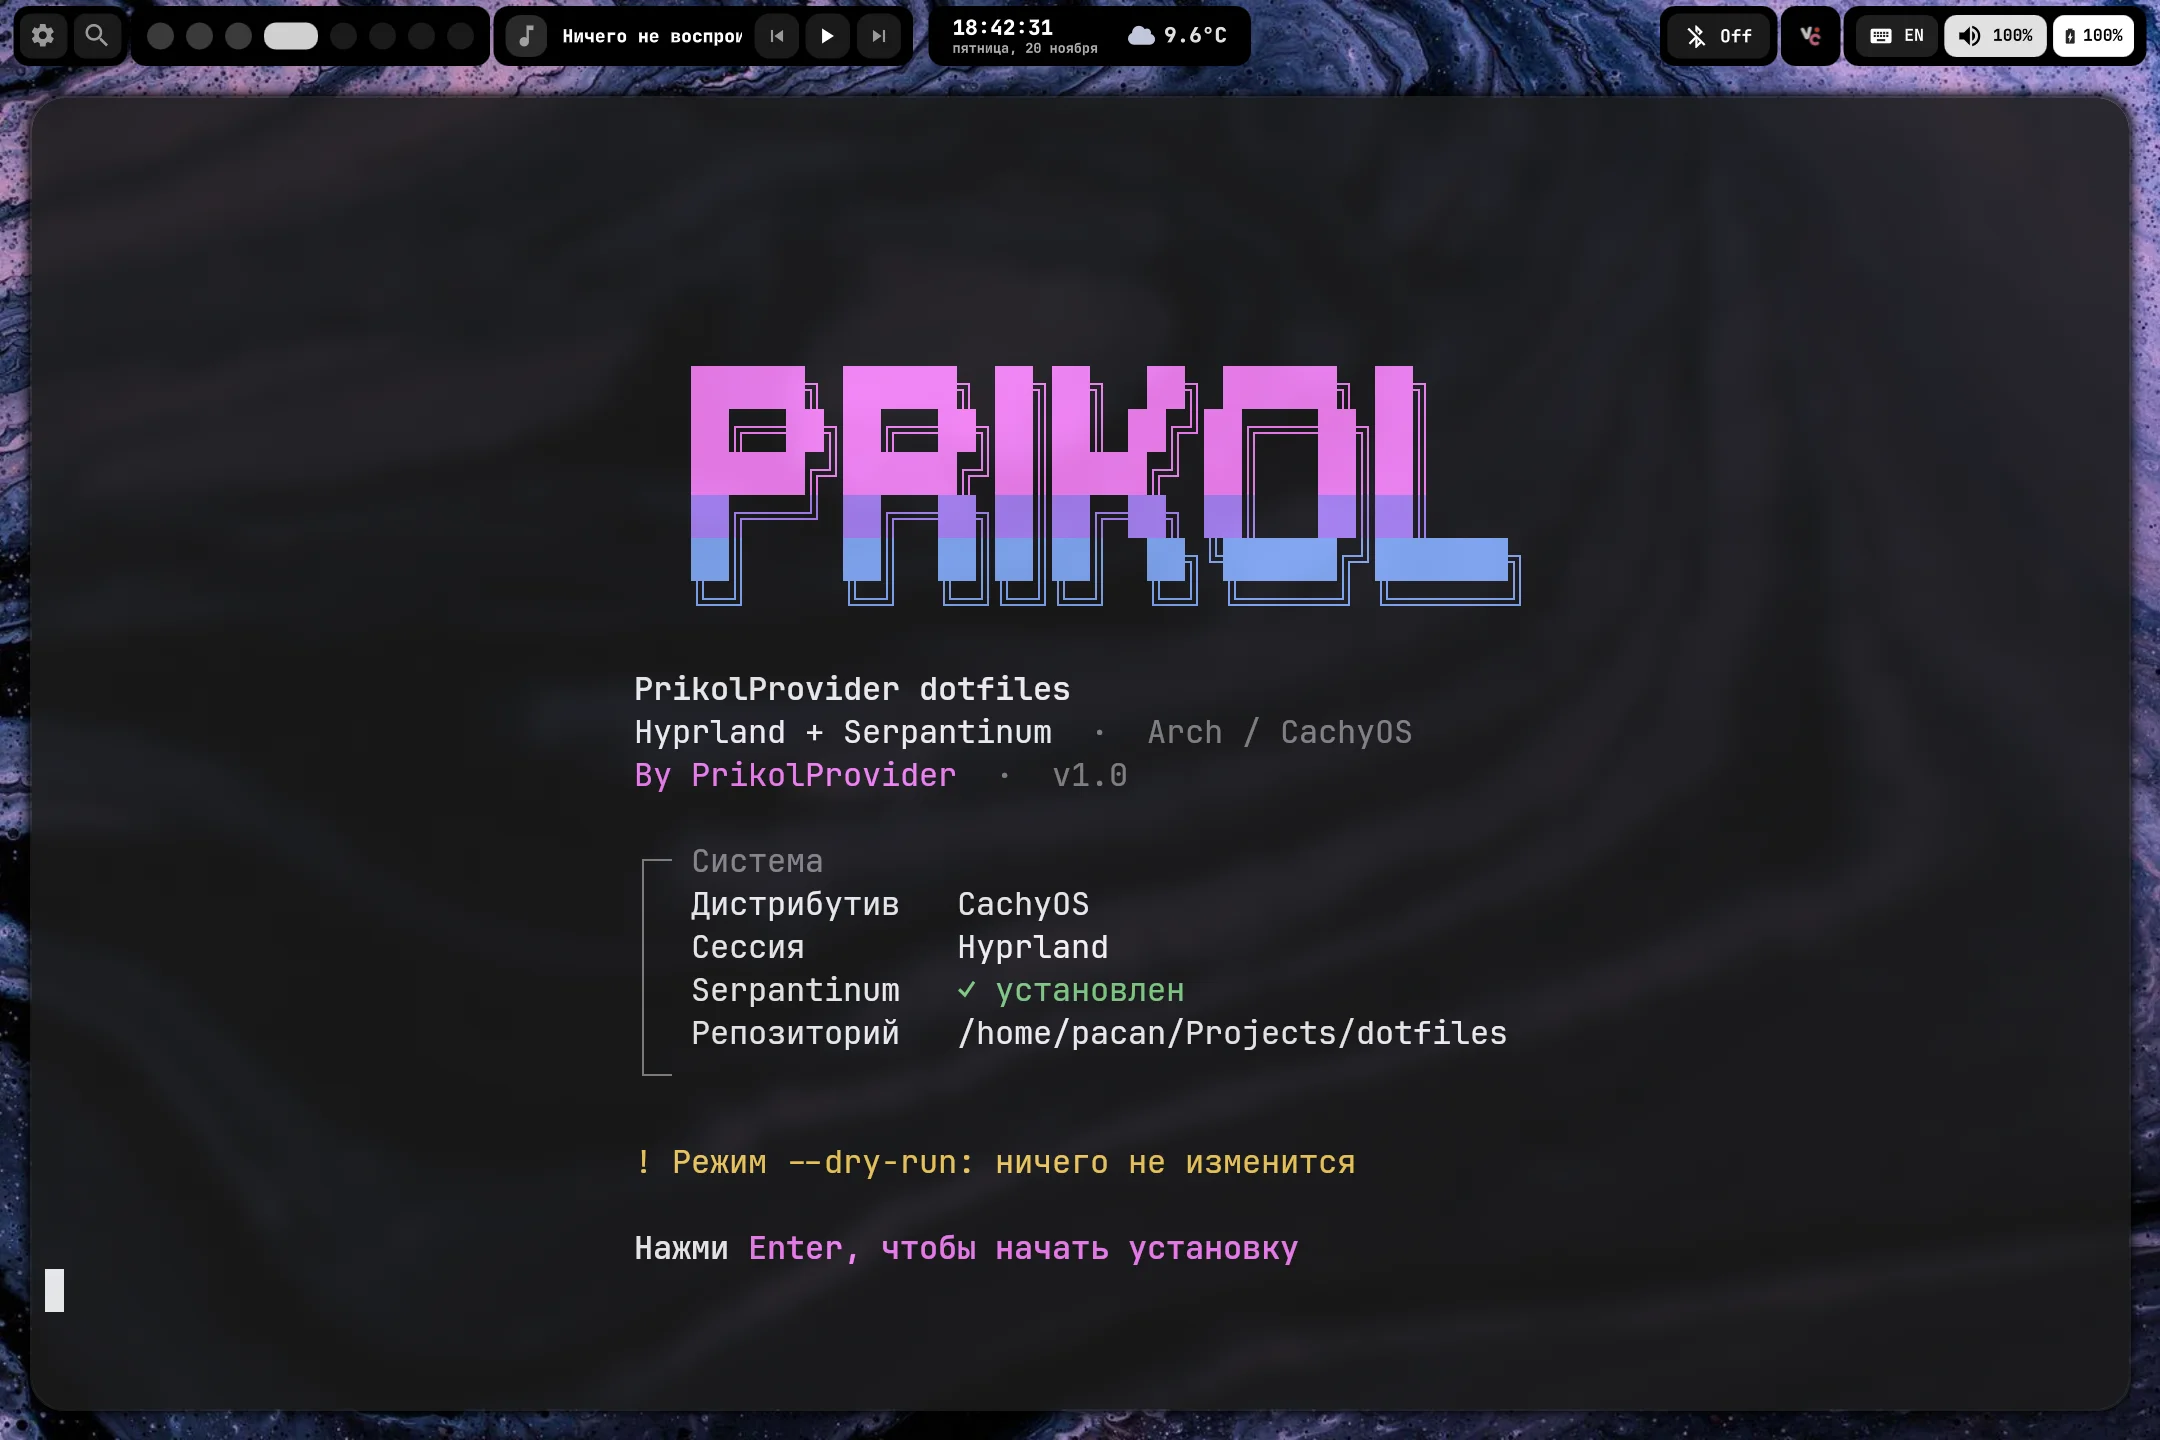 Ничего не воспрои
18:42:31
пятница, 20 ноября
9.6°C
Off
EN
100%
100%
PRIKOL
PrikolProvider dotfiles
Hyprland + Serpantinum · Arch / CachyOS
By PrikolProvider · v1.0
Система
Дистрибутив CachyOS
Сессия Hyprland
Serpantinum ✓ установлен
Репозиторий /home/pacan/Projects/dotfiles
! Режим --dry-run: ничего не изменится
Нажми Enter, чтобы начать установку